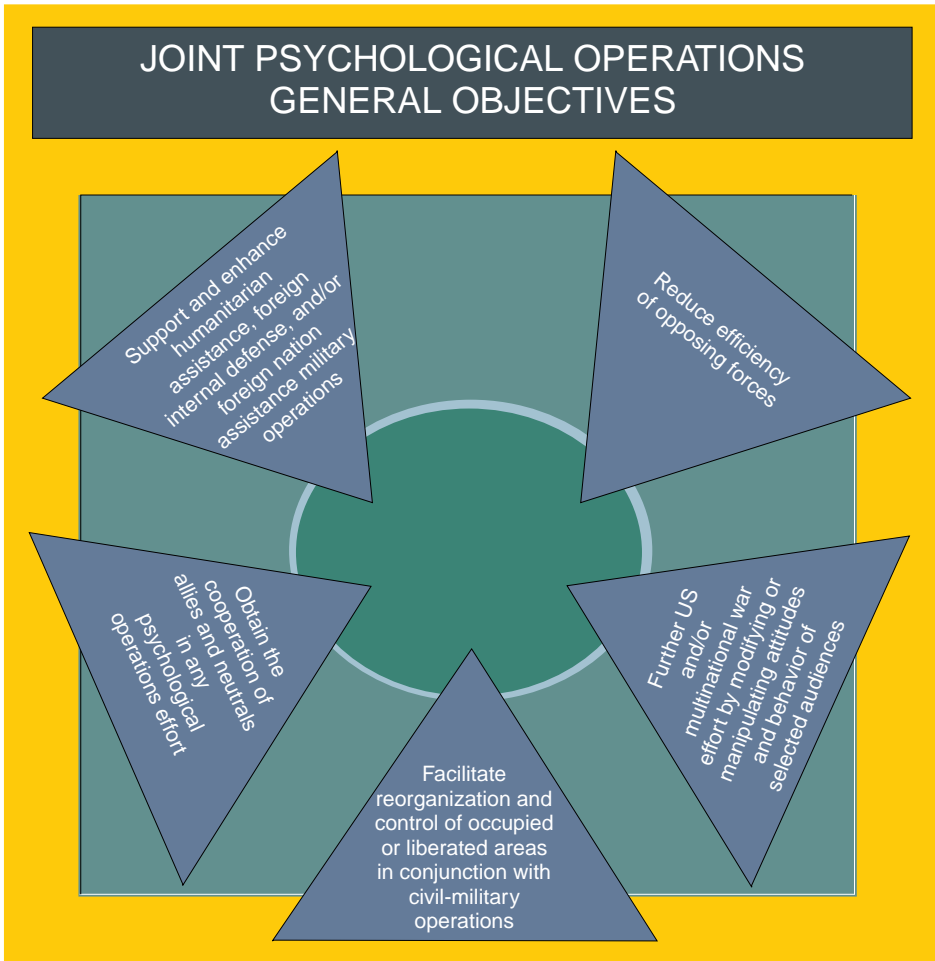 JOINT PSYCHOLOGICAL OPERATIONS
GENERAL OBJECTIVES
Support and enhance
humanitarian
assistance, foreign
internal defense, and/or
foreign nation
assistance military
operations
Reduce efficiency
of opposing forces
Obtain the
cooperation of
allies and neutrals
in any
psychological
operations effort
Further US
and/or
multinational war
effort by modifying or
manipulating attitudes
and behavior of
selected audiences
Facilitate
reorganization and
control of occupied
or liberated areas
in conjunction with
civil-military
operations